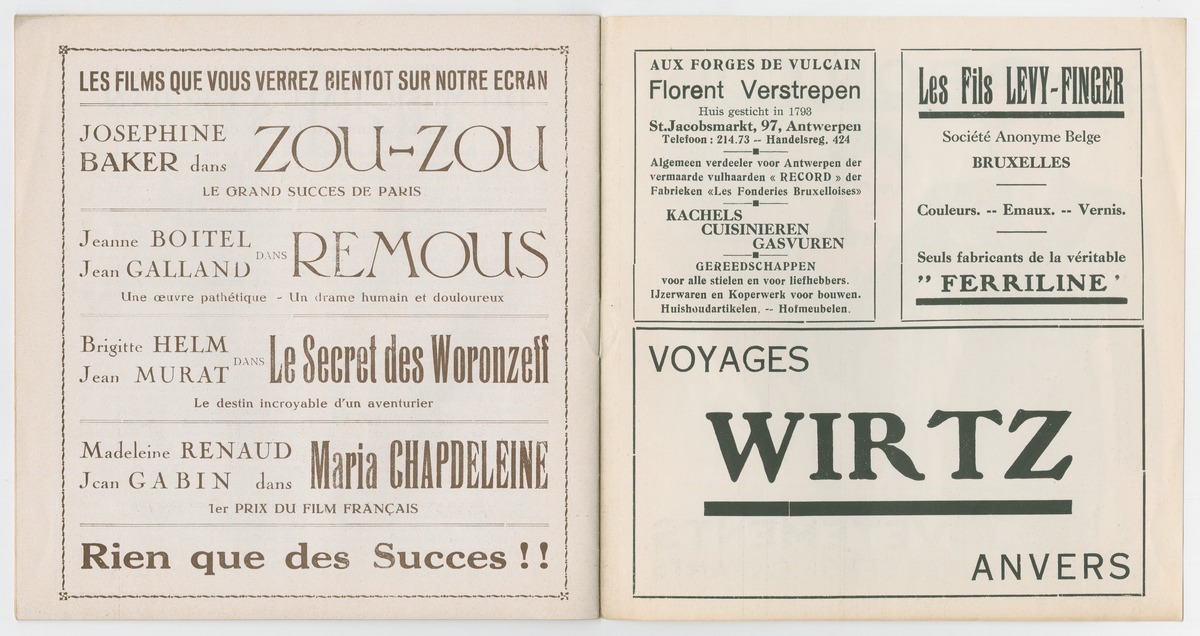 LES FILMS QUE VOUS VERREZ BIENTOT SUR NOTRE ECRAN
JOSEPHINE
BAKER dans ZOU-ZOU
LE GRAND SUCCES DE PARIS
Jeanne BOITEL
Jean GALLAND DANS REMOUS
Une œuvre pathétique - Un drame humain et douloureux
Brigitte HELM
Jean MURAT DANS Le Secret des Woronzeff
Le destin incroyable d'un aventurier
Madeleine RENAUD
Jean GABIN dans Maria CHAPDELEINE
1er PRIX DU FILM FRANÇAIS
Rien que des Succes !!
AUX FORGES DE VULCAIN
Florent Verstrepen
Huis gesticht in 1793
St.Jacobsmarkt, 97, Antwerpen
Telefoon : 214.73 -- Handelsreg. 424
Algemeen verdeeler voor Antwerpen der
vermaarde vulhaarden « RECORD » der
Fabrieken «Les Fonderies Bruxelloises»
KACHELS
CUISINIEREN
GASVUREN
GEREEDSCHAPPEN
voor alle stielen en voor liefhebbers.
IJzerwaren en Koperwerk voor bouwen.
Huishoudartikelen. -- Hofmeubelen.
Les Fils LEVY-FINGER
Société Anonyme Belge
BRUXELLES
Couleurs. -- Emaux. -- Vernis.
Seuls fabricants de la véritable
" FERRILINE '
VOYAGES
WIRTZ
ANVERS